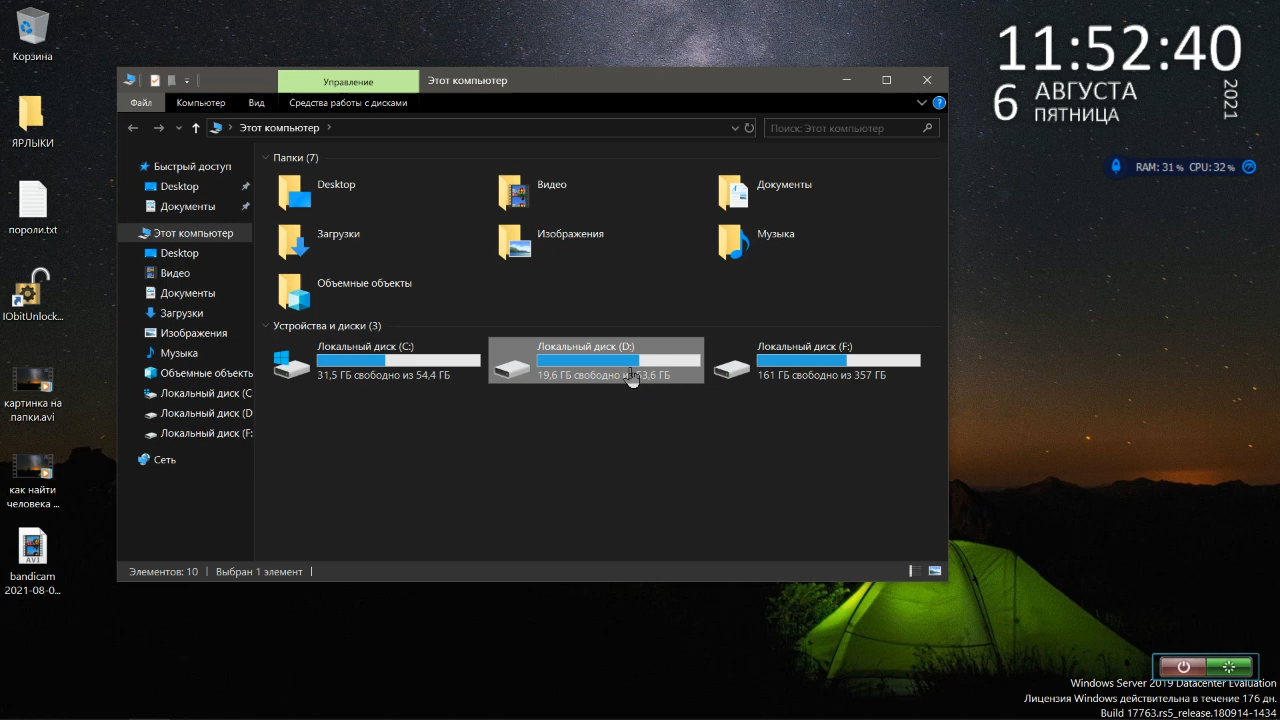 Корзина
ЯРЛЫКИ
пороли.txt
IObitUnlock...
картинка на
папки.avi
как найти
человека ...
AVI
bandicam
2021-08-0...
Управление
Этот компьютер
Файл
Компьютер
Вид
Средства работы с дисками
Этот компьютер
Поиск: Этот компьютер
Быстрый доступ
Desktop
Документы
Этот компьютер
Desktop
Видео
Документы
Загрузки
Изображения
Музыка
Объемные объекть
Локальный диск (C
Локальный диск (D
Локальный диск (F:
Сеть
Папки (7)
Desktop
Видео
Документы
Загрузки
Изображения
Музыка
Объемные объекты
Устройства и диски (3)
Локальный диск (C:)
31,5 ГБ свободно из 54,4 ГБ
Локальный диск (D:)
19,6 ГБ свободно ГБ
Локальный диск (F:)
161 ГБ свободно из 357 ГБ
Элементов: 10
Выбран 1 элемент
11:52:40
6 АВГУСТА
ПЯТНИЦА
2021
RAM: 31 % CPU: 32 %
Windows Server 2019 Datacenter Evaluation
Лицензия Windows действительна в течение 176 дн.
Build 17763.rs5_release.180914-1434